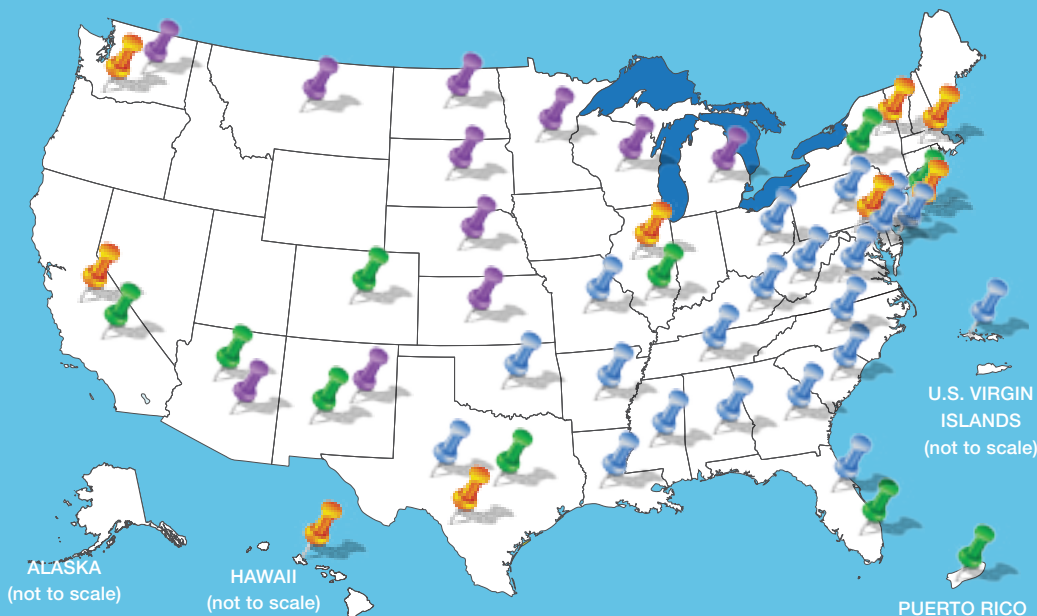 U.S. VIRGIN
ISLANDS
(not to scale)
ALASKA
(not to scale)
HAWAII
(not to scale)
PUERTO RICO